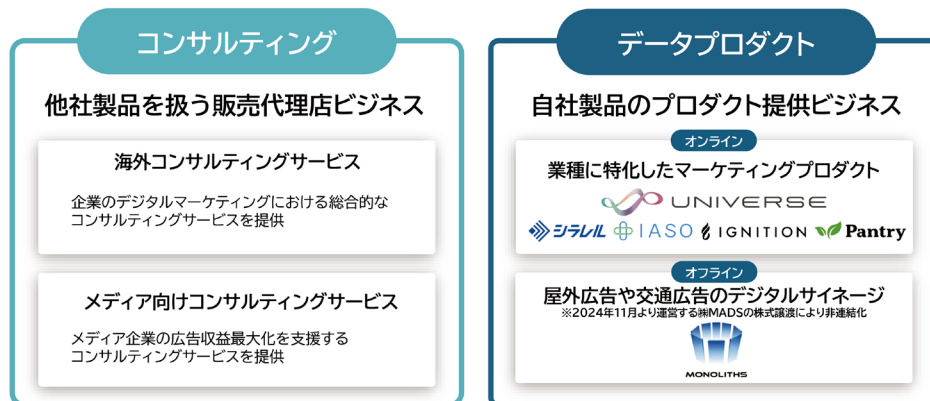 コンサルティング
他社製品を扱う販売代理店ビジネス
海外コンサルティングサービス
企業のデジタルマーケティングにおける総合的な
コンサルティングサービスを提供
メディア向けコンサルティングサービス
メディア企業の広告収益最大化を支援する
コンサルティングサービスを提供
データプロダクト
自社製品のプロダクト提供ビジネス
オンライン
業種に特化したマーケティングプロダクト
UNIVERSE
シラレル IASO IGNITION Pantry
オフライン
屋外広告や交通広告のデジタルサイネージ
※2024年11月より運営する㈱MADSの株式譲渡により非連結化
MONOLITHS